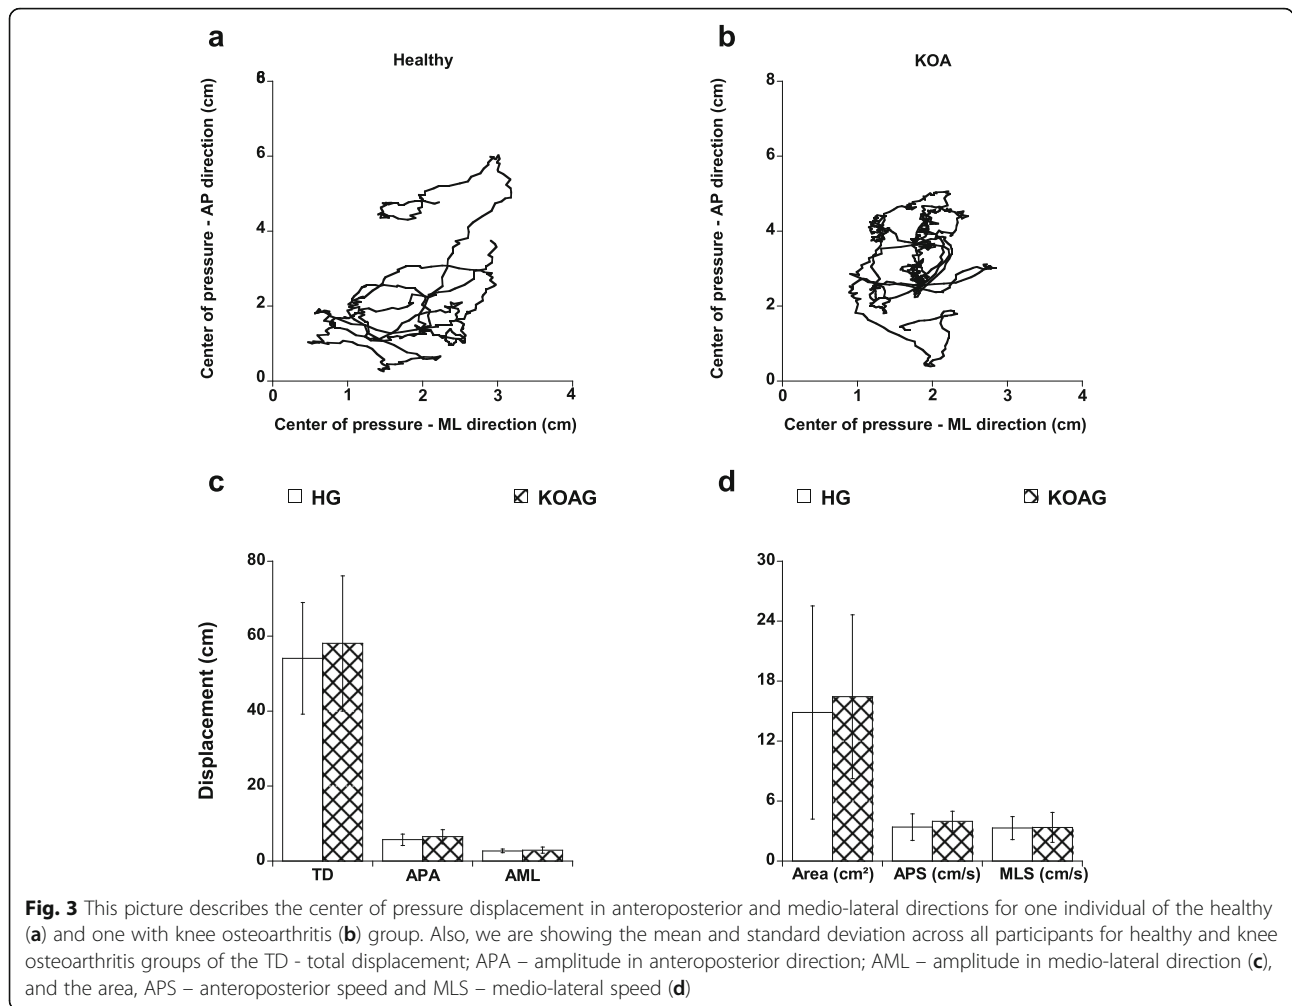 a
Healthy
Center of pressure - AP direction (cm)
8
6
4
2
0
0 1 2 3 4
Center of pressure - ML direction (cm)
b
KOA
Center of pressure - AP direction (cm)
8
6
4
2
0
0 1 2 3 4
Center of pressure - ML direction (cm)
c
HG KOAG
Displacement (cm)
80
60
40
20
0
TD APA AML
d
HG KOAG
30
24
18
12
6
0
Area (cm²) APS (cm/s) MLS (cm/s)
Fig. 3 This picture describes the center of pressure displacement in anteroposterior and medio-lateral directions for one individual of the healthy
(a) and one with knee osteoarthritis (b) group. Also, we are showing the mean and standard deviation across all participants for healthy and knee
osteoarthritis groups of the TD - total displacement; APA – amplitude in anteroposterior direction; AML – amplitude in medio-lateral direction (c),
and the area, APS – anteroposterior speed and MLS – medio-lateral speed (d)